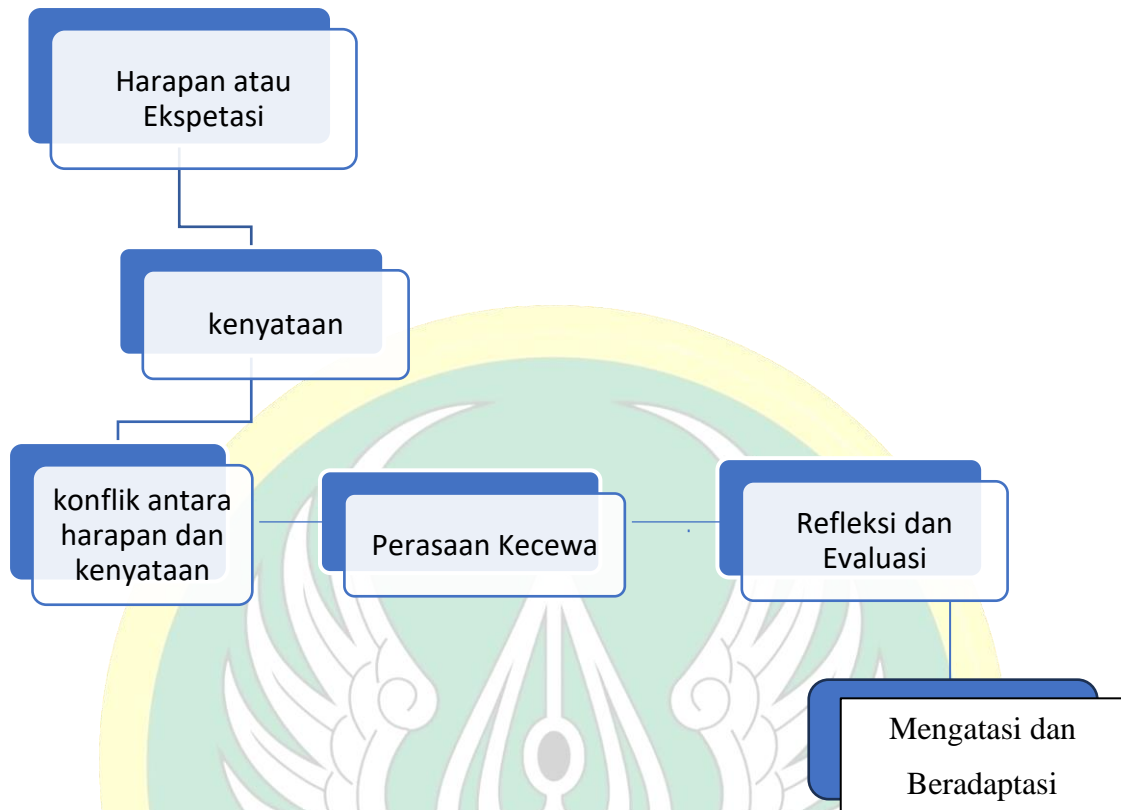 Harapan atau
Ekspetasi
kenyataan
konflik antara
harapan dan
kenyataan
Perasaan Kecewa
Refleksi dan
Evaluasi
Mengatasi dan
Beradaptasi